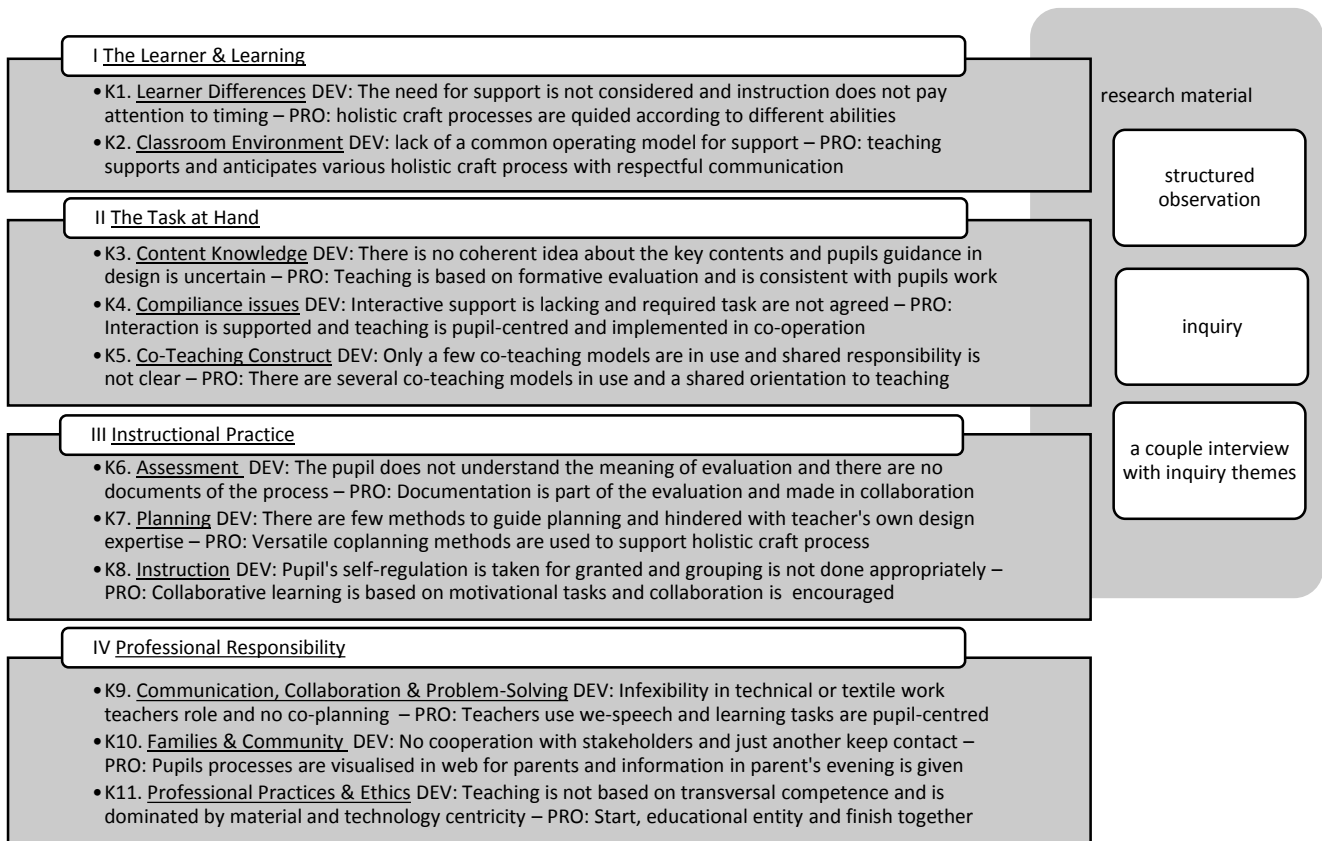 I The Learner & Learning
•K1. Learner Differences DEV: The need for support is not considered and instruction does not pay
attention to timing – PRO: holistic craft processes are quided according to different abilities
•K2. Classroom Environment DEV: lack of a common operating model for support – PRO: teaching
supports and anticipates various holistic craft process with respectful communication
II The Task at Hand
•K3. Content Knowledge DEV: There is no coherent idea about the key contents and pupils guidance in
design is uncertain – PRO: Teaching is based on formative evaluation and is consistent with pupils work
•K4. Compiliance issues DEV: Interactive support is lacking and required task are not agreed – PRO:
Interaction is supported and teaching is pupil-centred and implemented in co-operation
•K5. Co-Teaching Construct DEV: Only a few co-teaching models are in use and shared responsibility is
not clear – PRO: There are several co-teaching models in use and a shared orientation to teaching
III Instructional Practice
•K6. Assessment DEV: The pupil does not understand the meaning of evaluation and there are no
documents of the process – PRO: Documentation is part of the evaluation and made in collaboration
•K7. Planning DEV: There are few methods to guide planning and hindered with teacher's own design
expertise – PRO: Versatile coplanning methods are used to support holistic craft process
•K8. Instruction DEV: Pupil's self-regulation is taken for granted and grouping is not done appropriately –
PRO: Collaborative learning is based on motivational tasks and collaboration is encouraged
IV Professional Responsibility
•K9. Communication, Collaboration & Problem-Solving DEV: Infexibility in technical or textile work
teachers role and no co-planning – PRO: Teachers use we-speech and learning tasks are pupil-centred
•K10. Families & Community DEV: No cooperation with stakeholders and just another keep contact –
PRO: Pupils processes are visualised in web for parents and information in parent's evening is given
•K11. Professional Practices & Ethics DEV: Teaching is not based on transversal competence and is
dominated by material and technology centricity – PRO: Start, educational entity and finish together
research material
structured
observation
inquiry
a couple interview
with inquiry themes